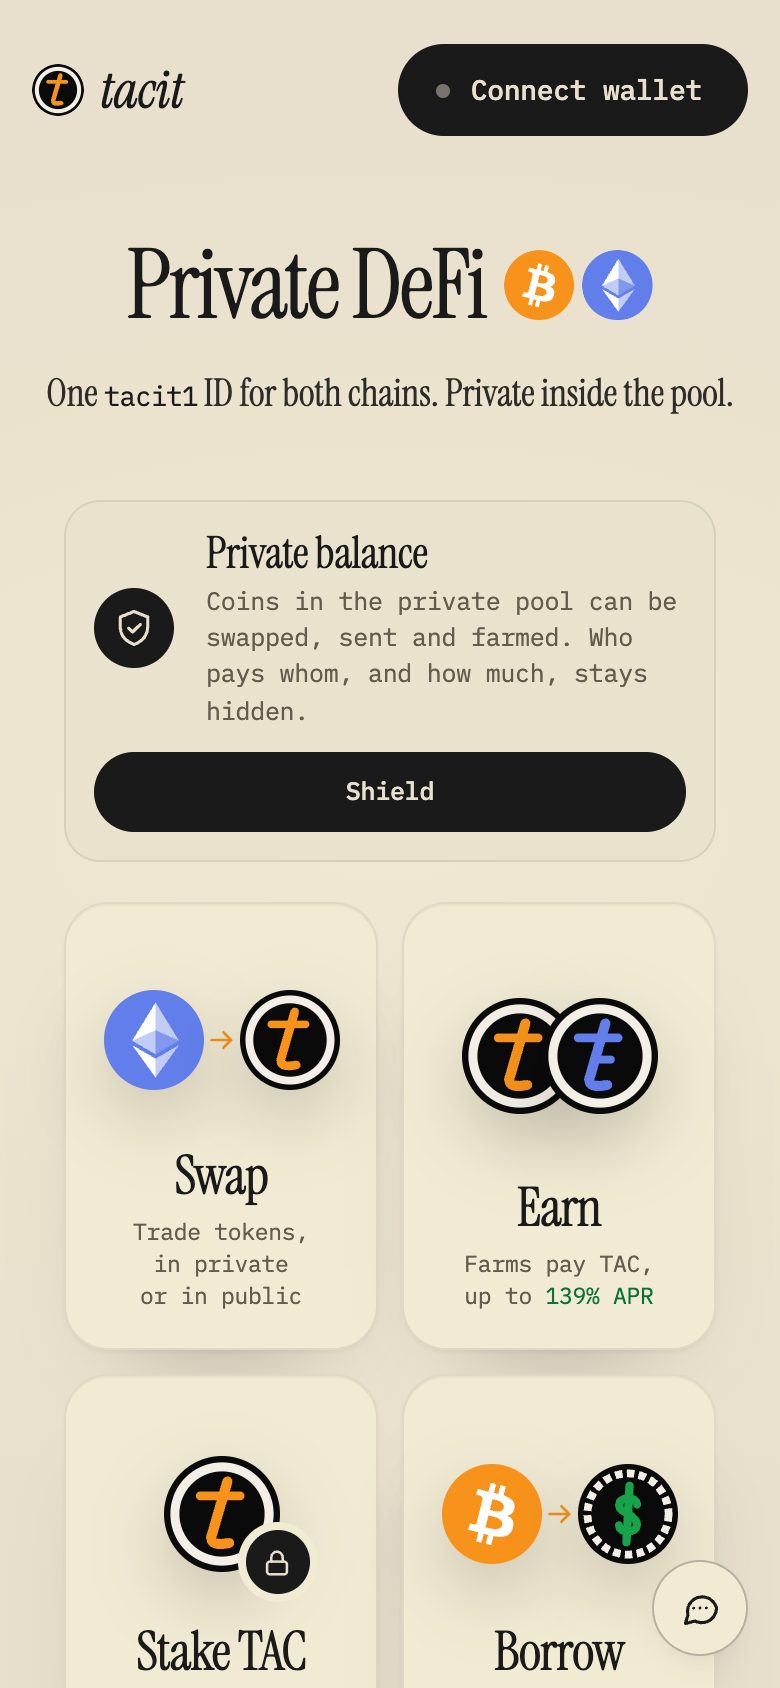 tacit
Connect wallet
Private DeFi
One tacit1 ID for both chains. Private inside the pool.
Private balance
Coins in the private pool can be
swapped, sent and farmed. Who
pays whom, and how much, stays
hidden.
Shield
Swap
Trade tokens,
in private
or in public
Earn
Farms pay TAC,
up to 139% APR
Stake TAC
Borrow